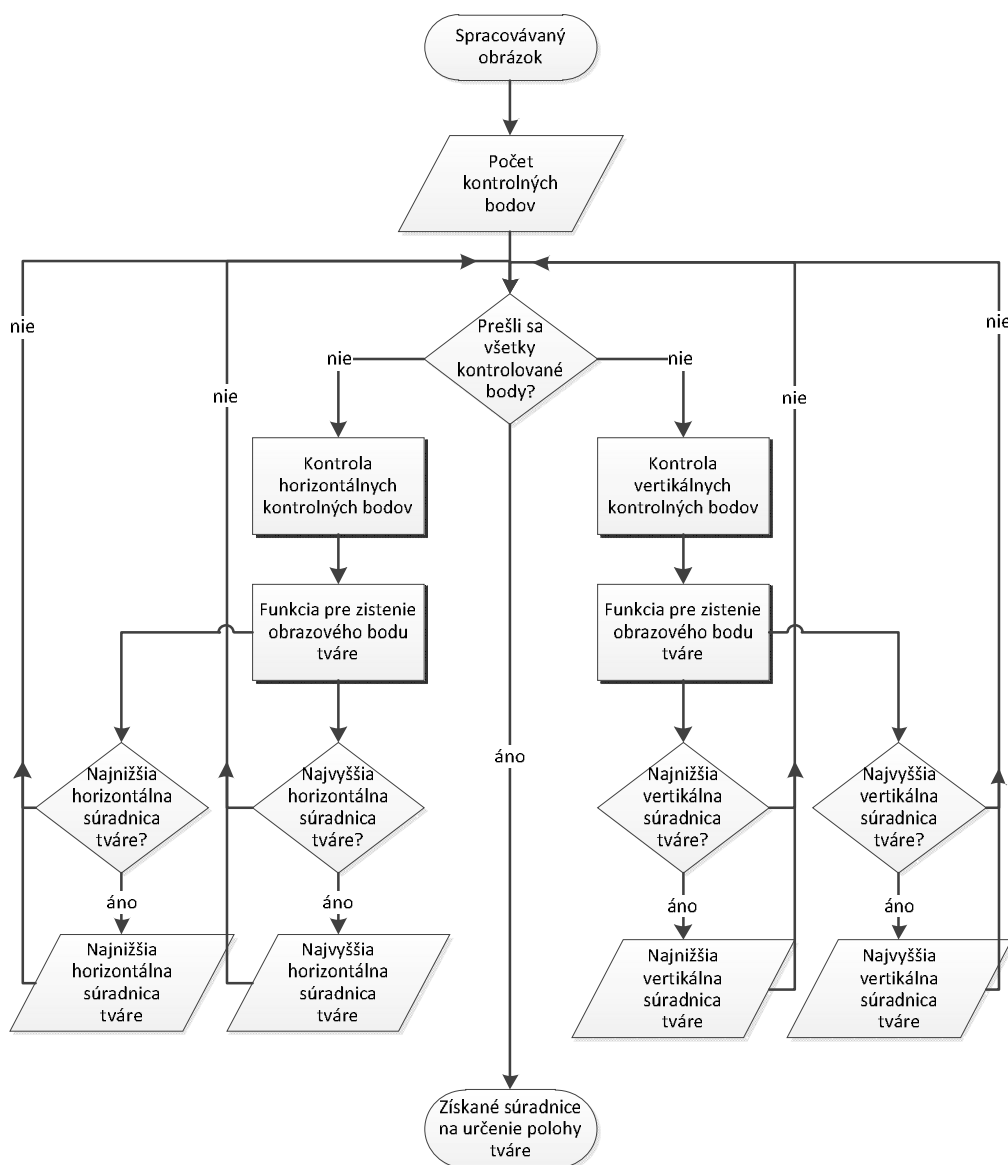 Spracovávaný
obrázok
Počet
kontrolných
bodov
nie
nie
nie
nie
Prešli sa
všetky
kontrolované
body?
nie
nie
Kontrola
horizontálnych
kontrolných bodov
Kontrola
vertikálnych
kontrolných bodov
Funkcia pre zistenie
obrazového bodu
tváre
Funkcia pre zistenie
obrazového bodu
tváre
áno
Najnižšia
horizontálna
súradnica
tváre?
Najvyššia
horizontálna
súradnica
tváre?
Najnižšia
vertikálna
súradnica
tváre?
Najvyššia
vertikálna
súradnica
tváre?
áno
áno
áno
áno
Najnižšia
horizontálna
súradnica
tváre
Najvyššia
horizontálna
súradnica
tváre
Najnižšia
vertikálna
súradnica
tváre
Najvyššia
vertikálna
súradnica
tváre
Získané súradnice
na určenie polohy
tváre